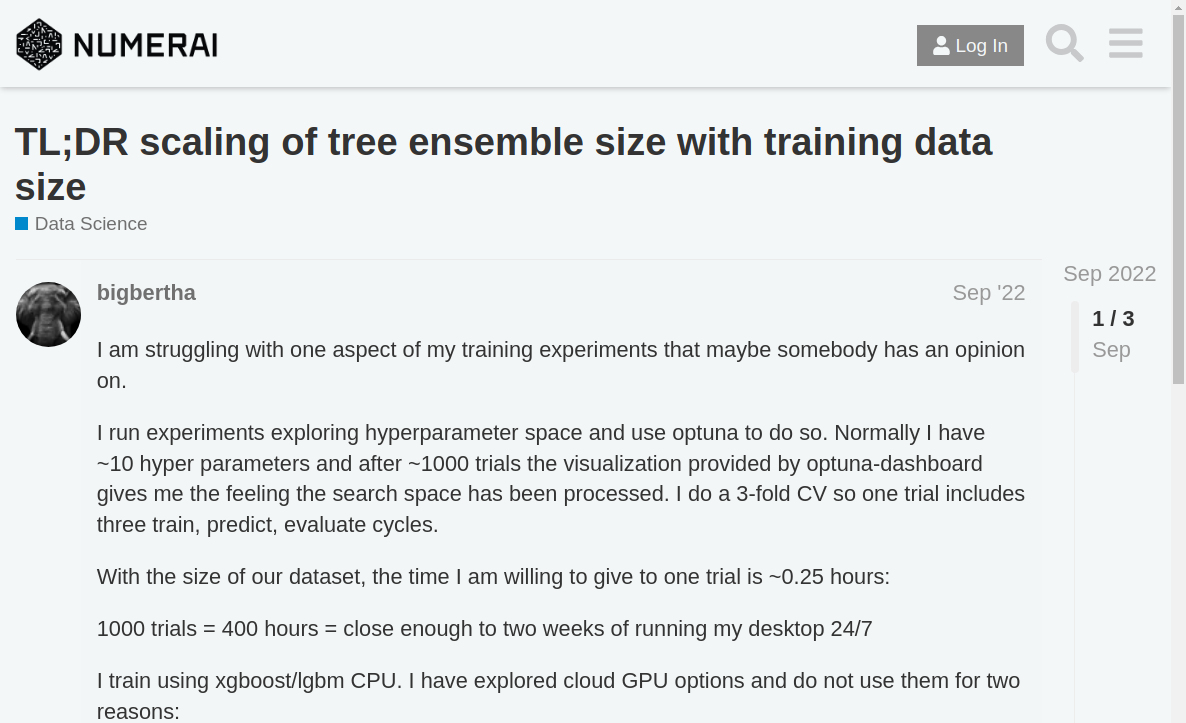 NUMERAI
Log In
TL;DR scaling of tree ensemble size with training data
size
Data Science
bigbertha
Sep '22
Sep 2022
1 / 3
Sep
I am struggling with one aspect of my training experiments that maybe somebody has an opinion
on.
I run experiments exploring hyperparameter space and use optuna to do so. Normally I have
~10 hyper parameters and after ~1000 trials the visualization provided by optuna-dashboard
gives me the feeling the search space has been processed. I do a 3-fold CV so one trial includes
three train, predict, evaluate cycles.
With the size of our dataset, the time I am willing to give to one trial is ~0.25 hours:
1000 trials = 400 hours = close enough to two weeks of running my desktop 24/7
I train using xgboost/lgbm CPU. I have explored cloud GPU options and do not use them for two
reasons: